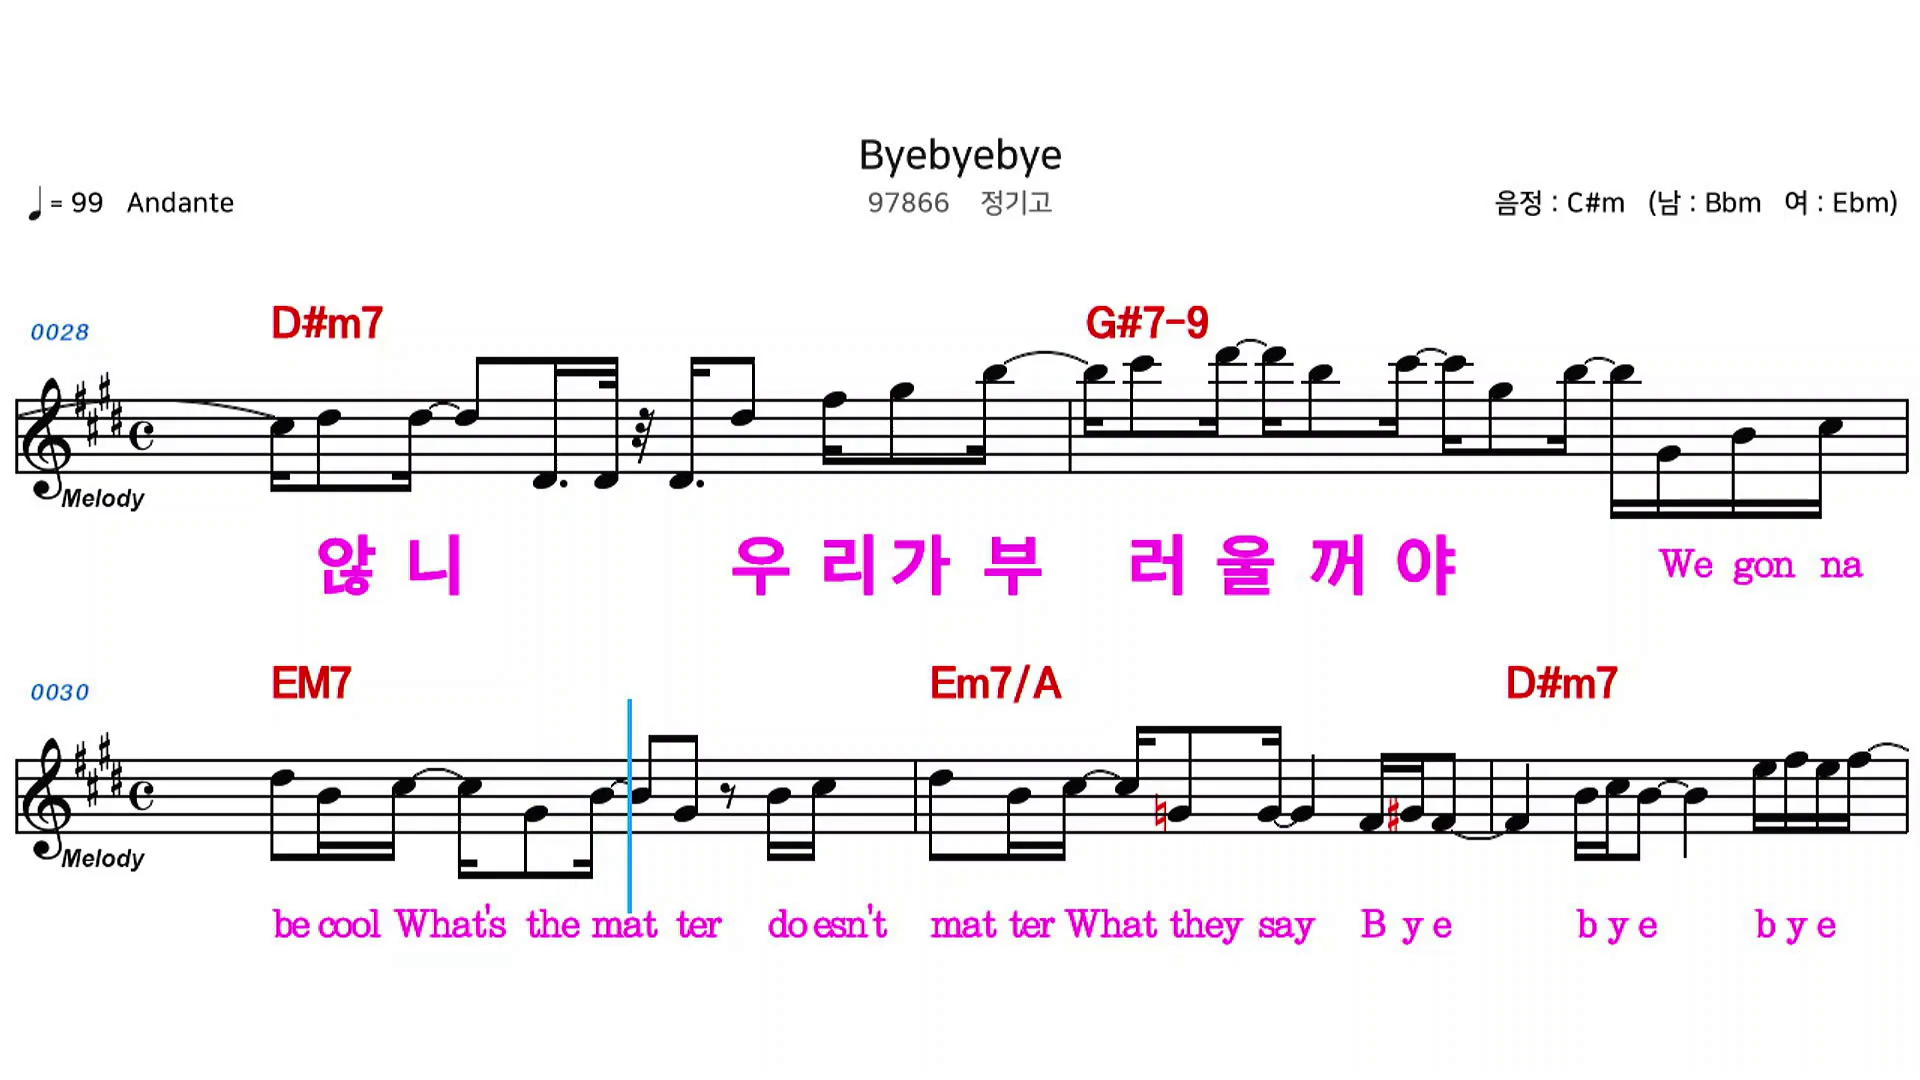 Byebyebye
= 99 Andante
97866 정기고
음정 : C#m (남 : Bbm 여 : Ebm)
0028 D#m7 G#7-9
Melody
않 니 우 리 가 부 러 울 꺼 야 We gon na
0030 EM7 Em7/A D#m7
Melody
be cool What's the mat ter do esn't mat ter What they say B y e b y e b y e